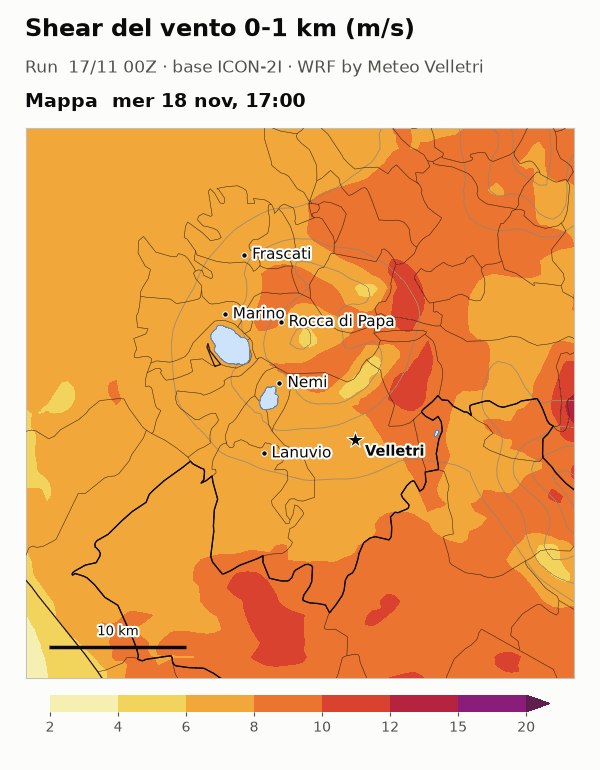 Shear del vento 0-1 km (m/s)
Run  17/11 00Z · base ICON-2I · WRF by Meteo Velletri
Mappa  mer 18 nov, 17:00
Frascati
Marino
Rocca di Papa
Nemi
Velletri
Lanuvio
10 km
2 4 6 8 10 12 15 20